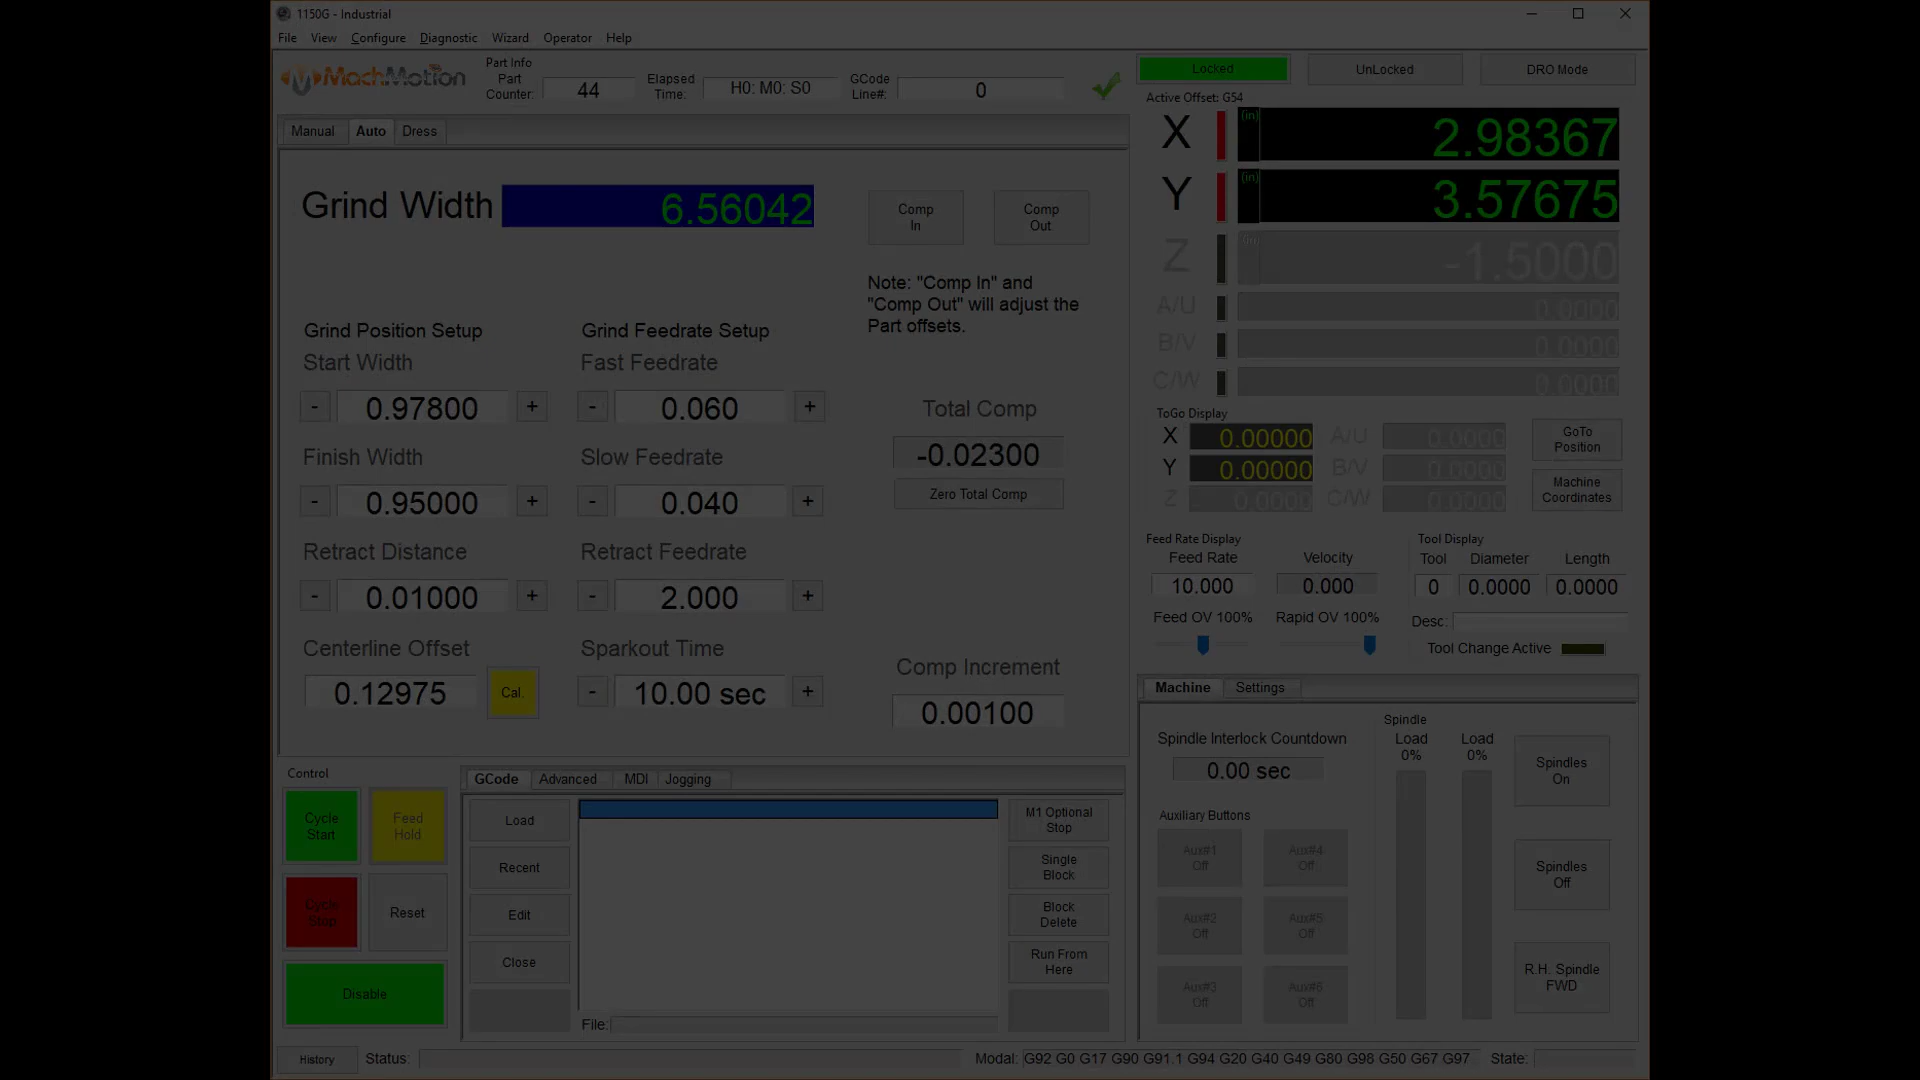 1150G - Industrial
File View Configure Diagnostic Wizard Operator Help
MachMotion
Part Info
Part Counter: 44
Elapsed Time: H0: M0: S0
GCode Line#: 0
Locked UnLocked DRO Mode
Manual Auto Dress
Grind Width 6.56042
Comp In
Comp Out
Note: "Comp In" and
"Comp Out" will adjust the
Part offsets.
Grind Position Setup
Start Width
- 0.97800 +
Finish Width
- 0.95000 +
Retract Distance
- 0.01000 +
Centerline Offset
0.12975 Cal.
Grind Feedrate Setup
Fast Feedrate
- 0.060 +
Slow Feedrate
- 0.040 +
Retract Feedrate
- 2.000 +
Sparkout Time
- 10.00 sec +
Total Comp
-0.02300
Zero Total Comp
Comp Increment
0.00100
Active Offset: G54
X (in) 2.98367
Y (in) 3.57675
Z -1.5000
A/U 0.0000
B/V 0.0000
C/W 0.0000
ToGo Display
X 0.00000 A/U 0.0000
Y 0.00000 B/V 0.0000
Z 0.0000 C/W 0.0000
GoTo Position
Machine Coordinates
Feed Rate Display
Feed Rate Velocity
10.000 0.000
Feed OV 100% Rapid OV 100%
Tool Display
Tool Diameter Length
0 0.0000 0.0000
Desc:
Tool Change Active
Machine Settings
Spindle Interlock Countdown
0.00 sec
Auxiliary Buttons
Aux#1 Off Aux#4 Off
Aux#2 Off Aux#5 Off
Aux#3 Off Aux#6 Off
Spindle
Load 0% Load 0%
Spindles On
Spindles Off
R.H. Spindle FWD
Control
Cycle Start
Feed Hold
Cycle Stop
Reset
Disable
GCode Advanced MDI Jogging
Load
Recent
Edit
Close
M1 Optional Stop
Single Block
Block Delete
Run From Here
File:
History Status:
Modal: G92 G0 G17 G90 G91.1 G94 G20 G40 G49 G80 G98 G50 G67 G97 State: